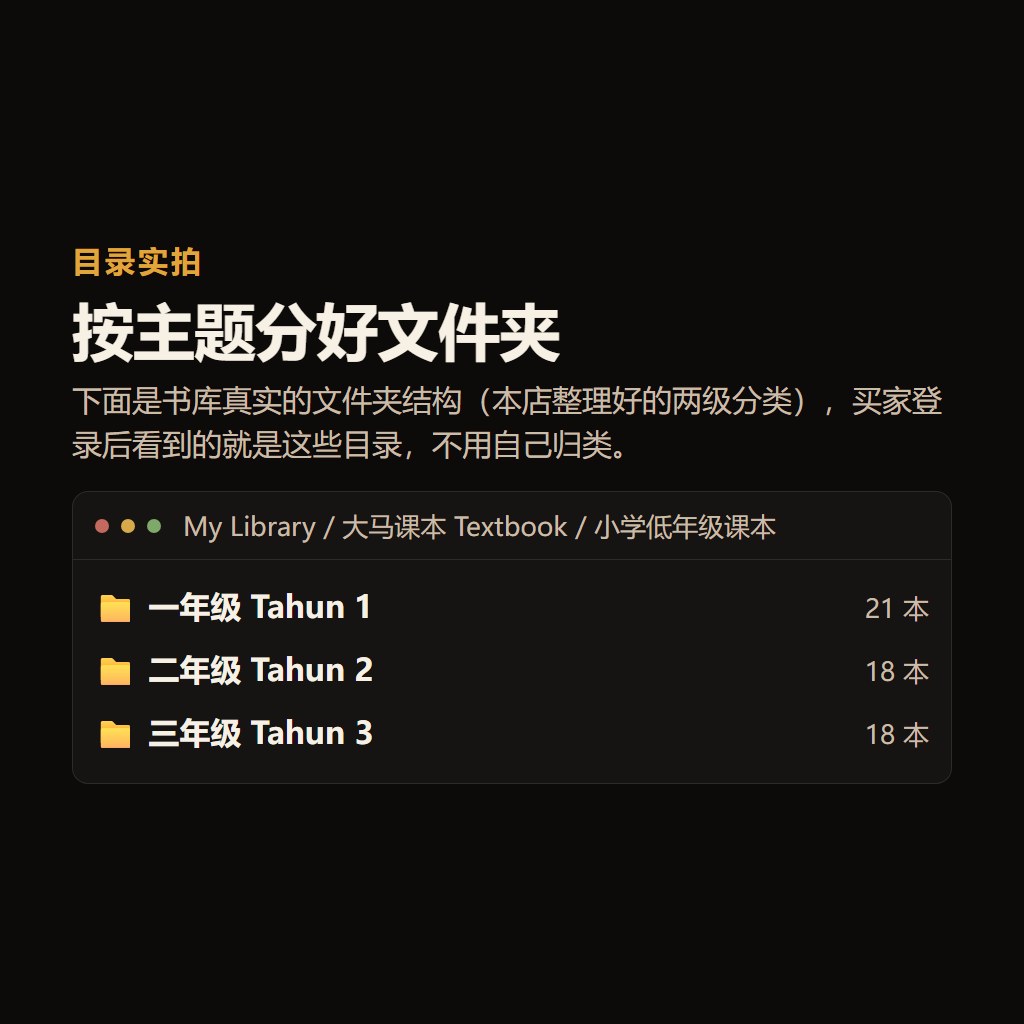 目录实拍
按主题分好文件夹
下面是书库真实的文件夹结构（本店整理好的两级分类），买家登
录后看到的就是这些目录，不用自己归类。
My Library / 大马课本 Textbook / 小学低年级课本
一年级 Tahun 1 21 本
二年级 Tahun 2 18 本
三年级 Tahun 3 18 本